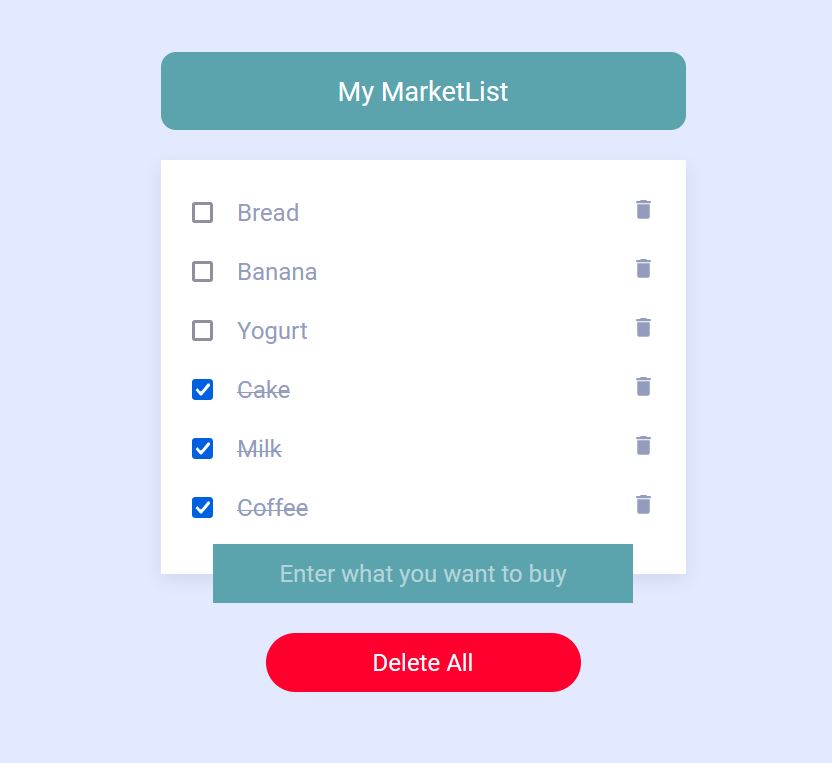 My MarketList
Bread
Banana
Yogurt
Cake
Milk
Coffee
Enter what you want to buy
Delete All